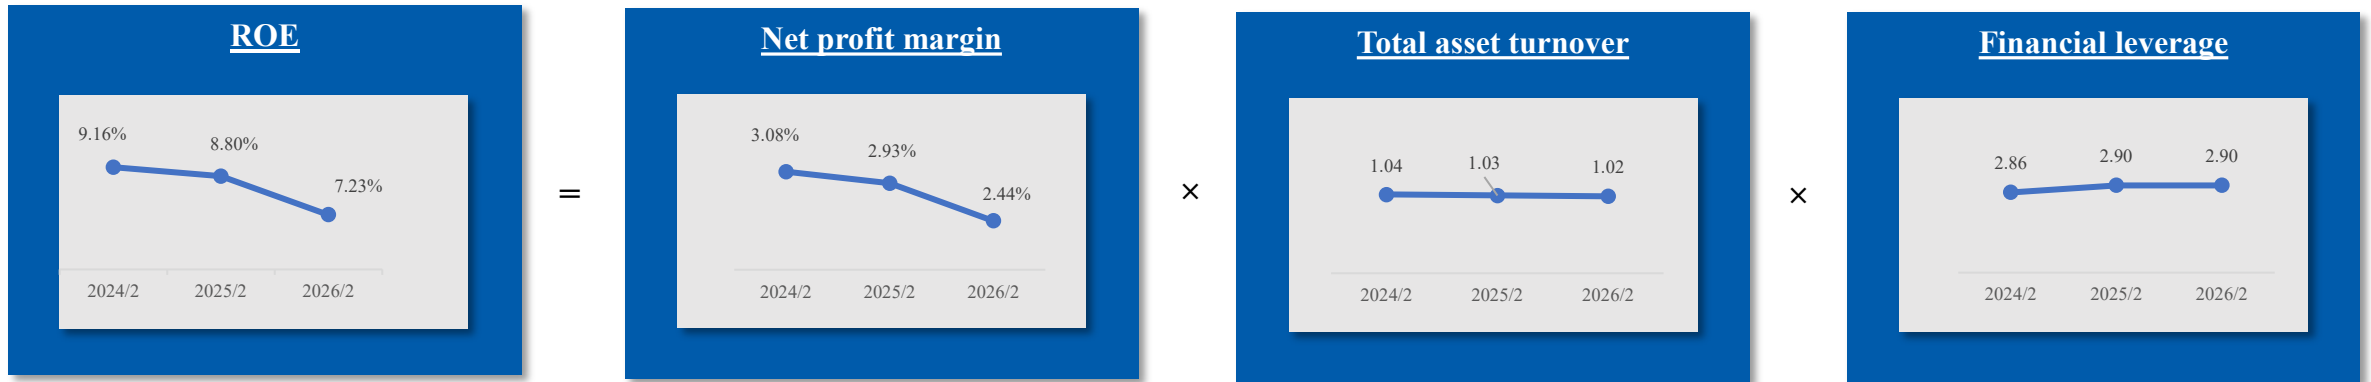 ROE
9.16%
8.80%
7.23%
2024/2 2025/2 2026/2
=
Net profit margin
3.08%
2.93%
2.44%
2024/2 2025/2 2026/2
×
Total asset turnover
1.04 1.03 1.02
2024/2 2025/2 2026/2
×
Financial leverage
2.86 2.90 2.90
2024/2 2025/2 2026/2